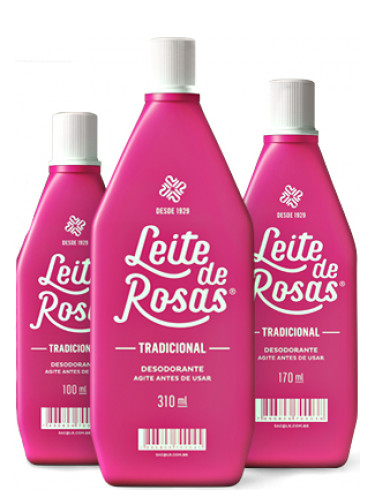 DESDE 1929
Leite
de
Rosas
TRADICIONAL
DESODORANTE
AGITE ANTES DE USAR
100 ml
DESDE 1929
Leite
de
Rosas®
TRADICIONAL
DESODORANTE
AGITE ANTES DE USAR
310 ml
DESDE 1929
Leite
de
Rosas®
TRADICIONAL
DESODORANTE
AGITE ANTES DE USAR
170 ml